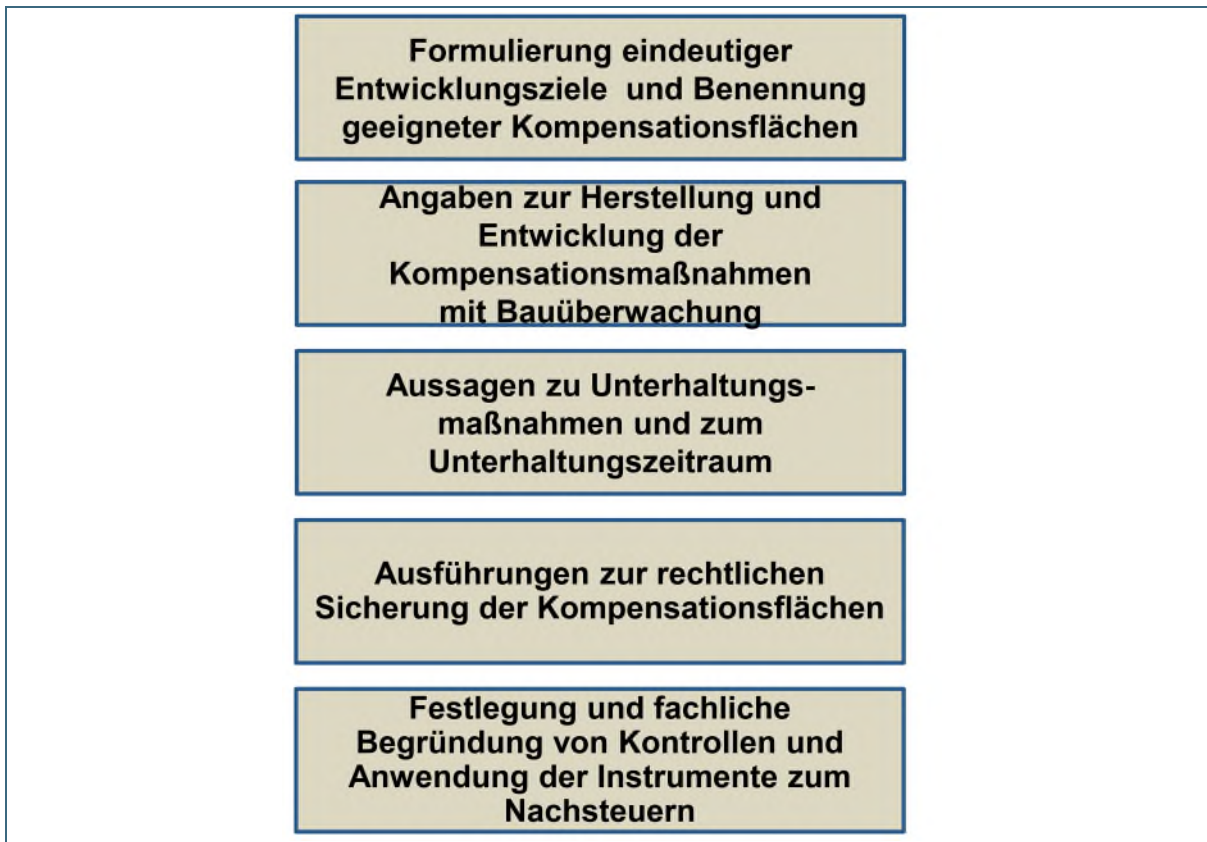 Formulierung eindeutiger
Entwicklungsziele und Benennung
geeigneter Kompensationsflächen
Angaben zur Herstellung und
Entwicklung der
Kompensationsmaßnahmen
mit Bauüberwachung
Aussagen zu Unterhaltungs-
maßnahmen und zum
Unterhaltungszeitraum
Ausführungen zur rechtlichen
Sicherung der Kompensationsflächen
Festlegung und fachliche
Begründung von Kontrollen und
Anwendung der Instrumente zum
Nachsteuern